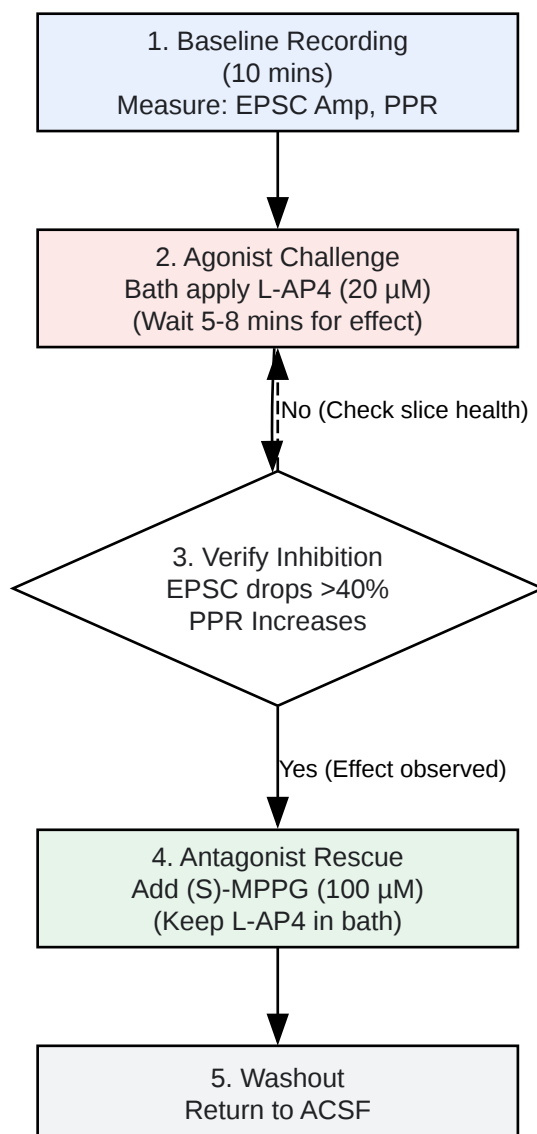 1. Baseline Recording
(10 mins)
Measure: EPSC Amp, PPR
2. Agonist Challenge
Bath apply L-AP4 (20 µM)
(Wait 5-8 mins for effect)
No (Check slice health)
3. Verify Inhibition
EPSC drops >40%
PPR Increases
Yes (Effect observed)
4. Antagonist Rescue
Add (S)-MPPG (100 µM)
(Keep L-AP4 in bath)
5. Washout
Return to ACSF